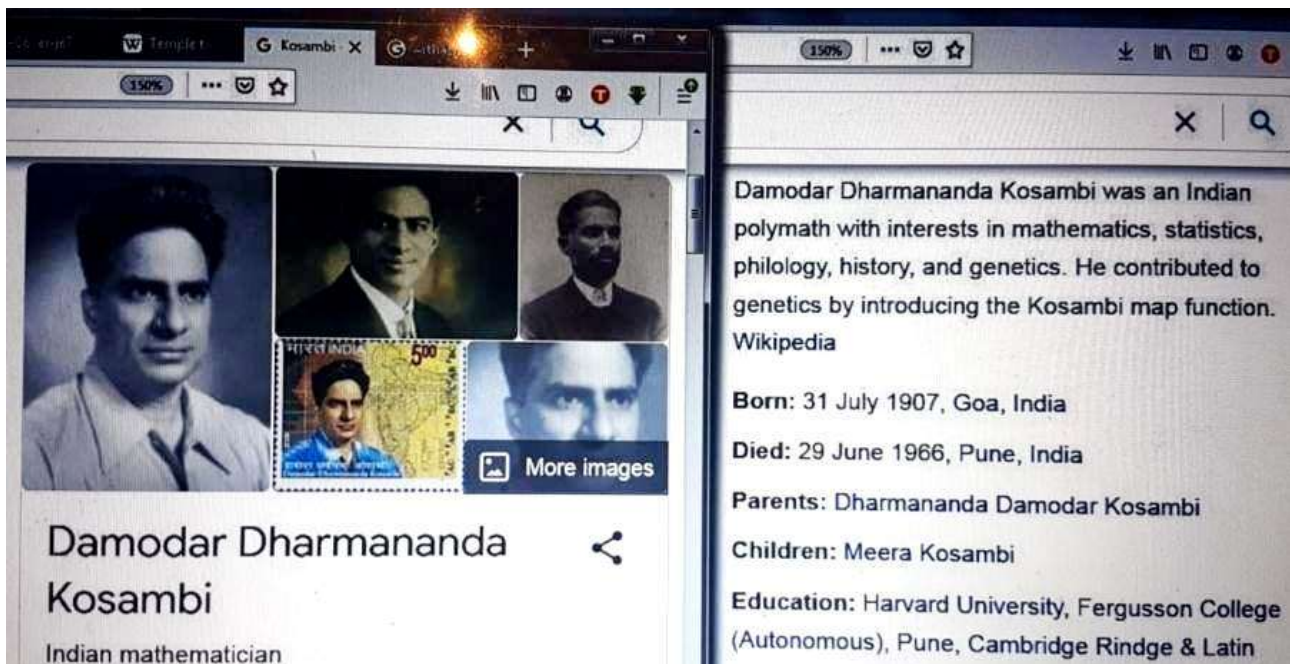 Temple t
Kosambi
150%
150%
भारत INDIA
500
More images
Damodar Dharmananda
Kosambi
Indian mathematician
Damodar Dharmananda Kosambi was an Indian
polymath with interests in mathematics, statistics,
philology, history, and genetics. He contributed to
genetics by introducing the Kosambi map function.
Wikipedia
Born: 31 July 1907, Goa, India
Died: 29 June 1966, Pune, India
Parents: Dharmananda Damodar Kosambi
Children: Meera Kosambi
Education: Harvard University, Fergusson College
(Autonomous), Pune, Cambridge Rindge & Latin